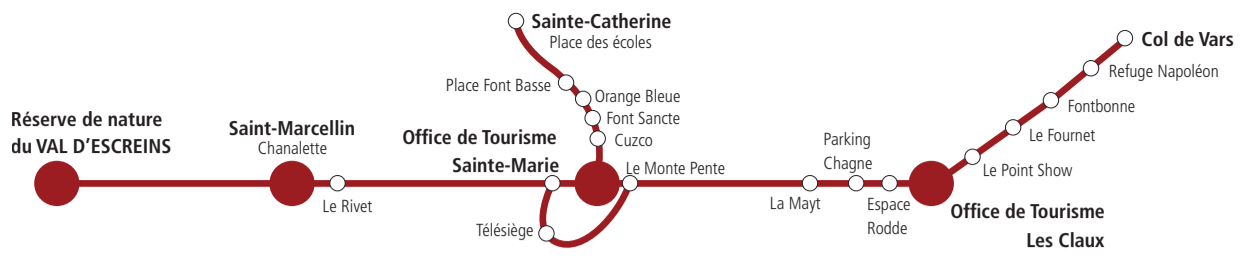 Réserve de nature
du VAL D'ESCREINS
Saint-Marcellin
Chanalette
Le Rivet
Office de Tourisme
Sainte-Marie
Télésiège
Sainte-Catherine
Place des écoles
Place Font Basse
Orange Bleue
Font Sancte
Cuzco
Le Monte Pente
La Mayt
Parking
Chagne
Espace
Rodde
Office de Tourisme
Les Claux
Le Point Show
Le Fournet
Fontbonne
Refuge Napoléon
Col de Vars